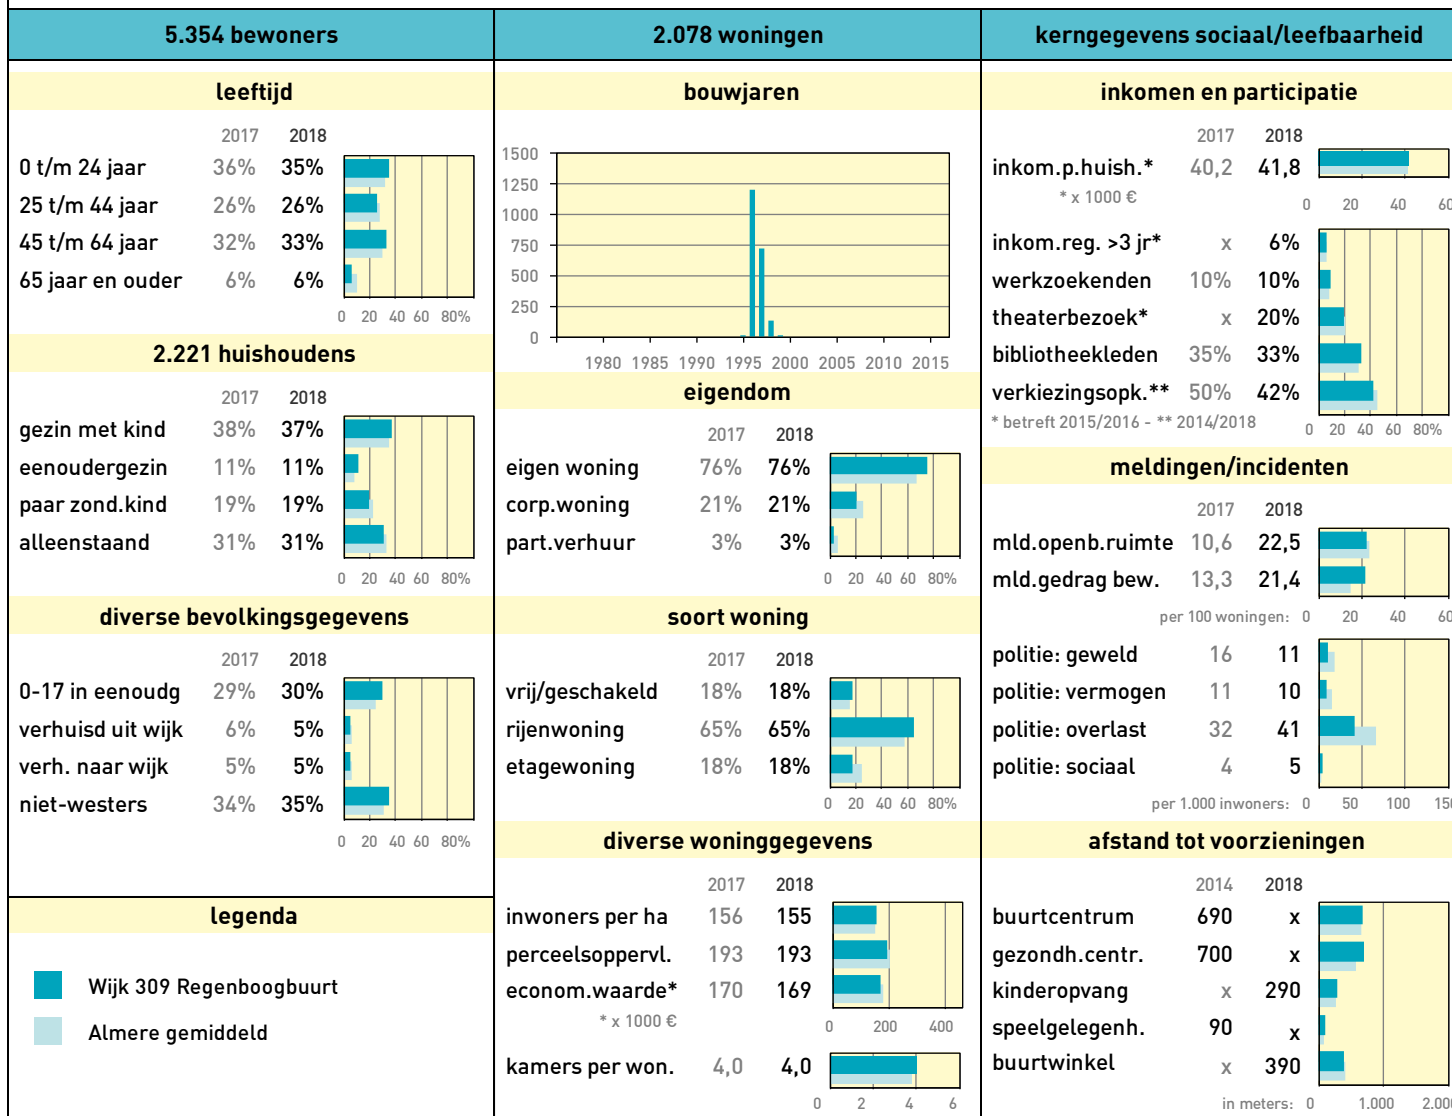 5.354 bewoners
leeftijd
2017 2018
0 t/m 24 jaar 36% 35%
25 t/m 44 jaar 26% 26%
45 t/m 64 jaar 32% 33%
65 jaar en ouder 6% 6%
0 20 40 60 80%
2.221 huishoudens
2017 2018
gezin met kind 38% 37%
eenoudergezin 11% 11%
paar zond.kind 19% 19%
alleenstaand 31% 31%
0 20 40 60 80%
diverse bevolkingsgegevens
2017 2018
0-17 in eenoudg 29% 30%
verhuisd uit wijk 6% 5%
verh. naar wijk 5% 5%
niet-westers 34% 35%
0 20 40 60 80%
legenda
Wijk 309 Regenboogbuurt
Almere gemiddeld
2.078 woningen
bouwjaren
1500
1250
1000
750
500
250
0
1980 1985 1990 1995 2000 2005 2010 2015
eigendom
2017 2018
eigen woning 76% 76%
corp.woning 21% 21%
part.verhuur 3% 3%
0 20 40 60 80%
soort woning
2017 2018
vrij/geschakeld 18% 18%
rijenwoning 65% 65%
etagewoning 18% 18%
0 20 40 60 80%
diverse woninggegevens
2017 2018
inwoners per ha 156 155
perceelsoppervl. 193 193
econom.waarde* 170 169
* x 1000 €
0 200 400
kamers per won. 4,0 4,0
0 2 4 6
kerngegevens sociaal/leefbaarheid
inkomen en participatie
2017 2018
inkom.p.huish.* 40,2 41,8
* x 1000 €
0 20 40 60
inkom.reg. >3 jr* x 6%
werkzoekenden 10% 10%
theaterbezoek* x 20%
bibliotheekleden 35% 33%
verkiezingsopk.** 50% 42%
* betreft 2015/2016 - ** 2014/2018
0 20 40 60 80%
meldingen/incidenten
2017 2018
mld.openb.ruimte 10,6 22,5
mld.gedrag bew. 13,3 21,4
per 100 woningen: 0 20 40 60
politie: geweld 16 11
politie: vermogen 11 10
politie: overlast 32 41
politie: sociaal 4 5
per 1.000 inwoners: 0 50 100 150
afstand tot voorzieningen
2014 2018
buurtcentrum 690 x
gezondh.centr. 700 x
kinderopvang x 290
speelgelegenh. 90 x
buurtwinkel x 390
in meters: 0 1.000 2.000